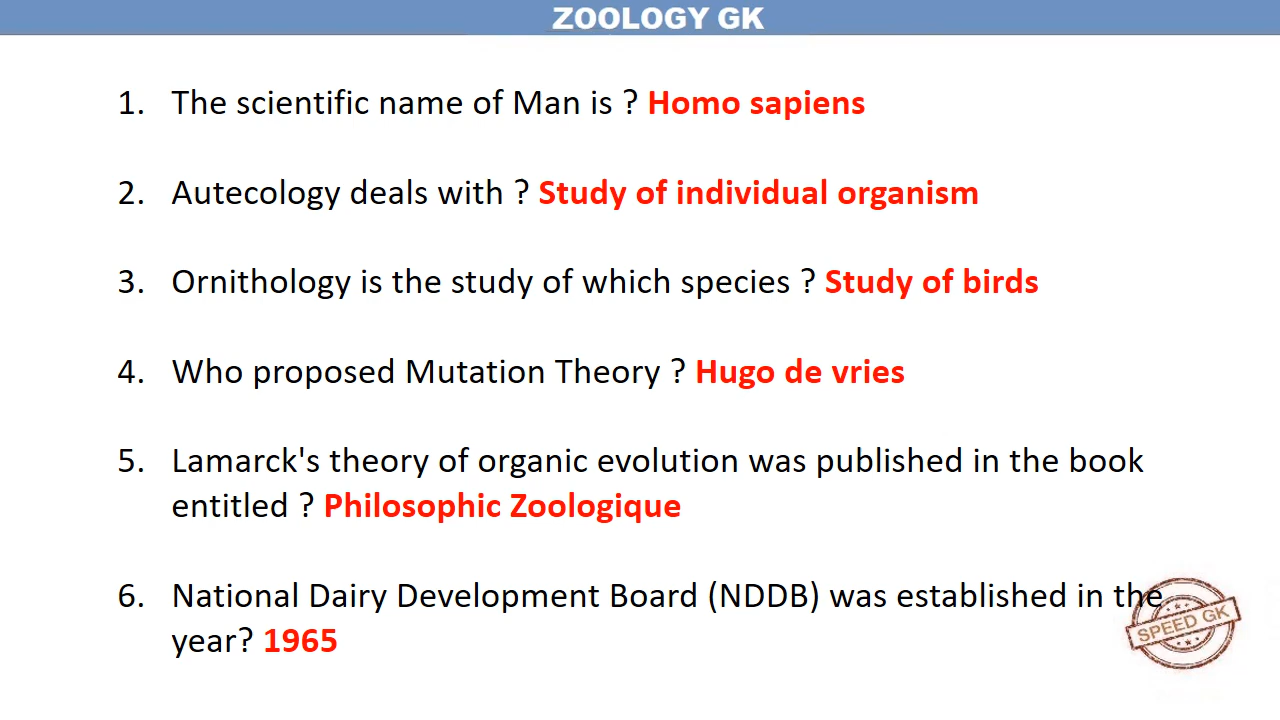 ZOOLOGY GK
1. The scientific name of Man is ? Homo sapiens
2. Autecology deals with ? Study of individual organism
3. Ornithology is the study of which species ? Study of birds
4. Who proposed Mutation Theory ? Hugo de vries
5. Lamarck's theory of organic evolution was published in the book
entitled ? Philosophic Zoologique
6. National Dairy Development Board (NDDB) was established in the
year? 1965
SPEED GK